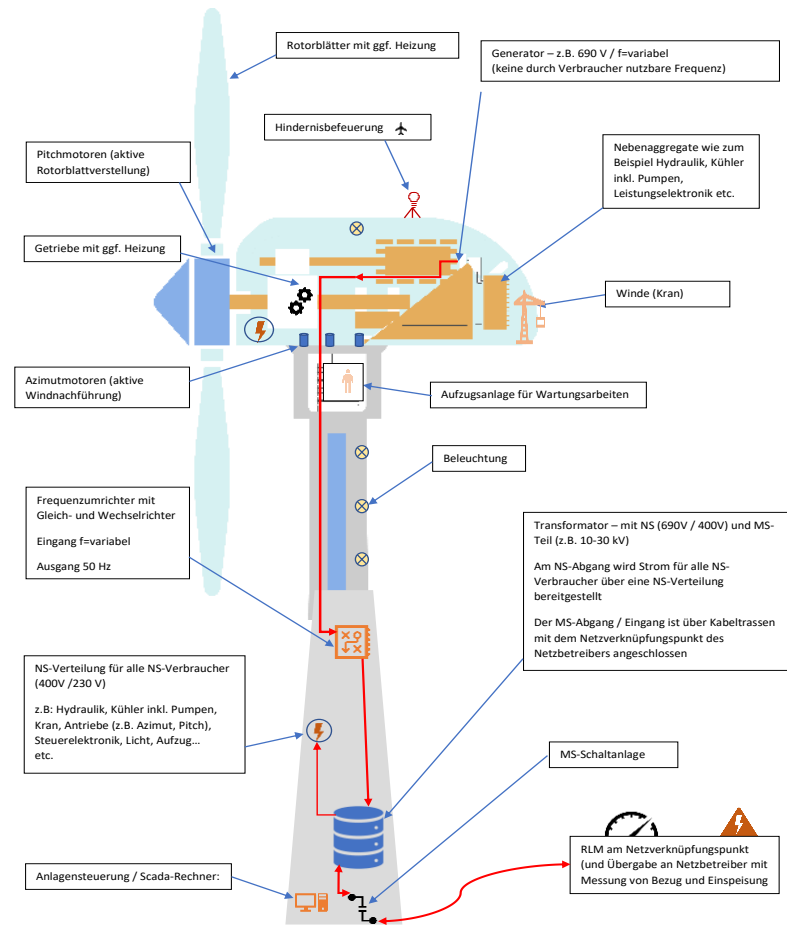 Rotorblätter mit ggf. Heizung
Generator – z.B. 690 V / f=variabel
(keine durch Verbraucher nutzbare Frequenz)
Hindernisbefeuerung
Pitchmotoren (aktive
Rotorblattverstellung)
Nebenaggregate wie zum
Beispiel Hydraulik, Kühler
inkl. Pumpen,
Leistungselektronik etc.
Getriebe mit ggf. Heizung
Winde (Kran)
Azimutmotoren (aktive
Windnachführung)
Aufzugsanlage für Wartungsarbeiten
Beleuchtung
Frequenzumrichter mit
Gleich- und Wechselrichter
Eingang f=variabel
Ausgang 50 Hz
Transformator – mit NS (690V / 400V) und MS-
Teil (z.B. 10-30 kV)
Am NS-Abgang wird Strom für alle NS-
Verbraucher über eine NS-Verteilung
bereitgestellt
Der MS-Abgang / Eingang ist über Kabeltrassen
mit dem Netzverknüpfungspunkt des
Netzbetreibers angeschlossen
NS-Verteilung für alle NS-Verbraucher
(400V /230 V)
z.B: Hydraulik, Kühler inkl. Pumpen,
Kran, Antriebe (z.B. Azimut, Pitch),
Steuerelektronik, Licht, Aufzug...
etc.
MS-Schaltanlage
RLM am Netzverknüpfungspunkt
(und Übergabe an Netzbetreiber mit
Messung von Bezug und Einspeisung
Anlagensteuerung / Scada-Rechner: